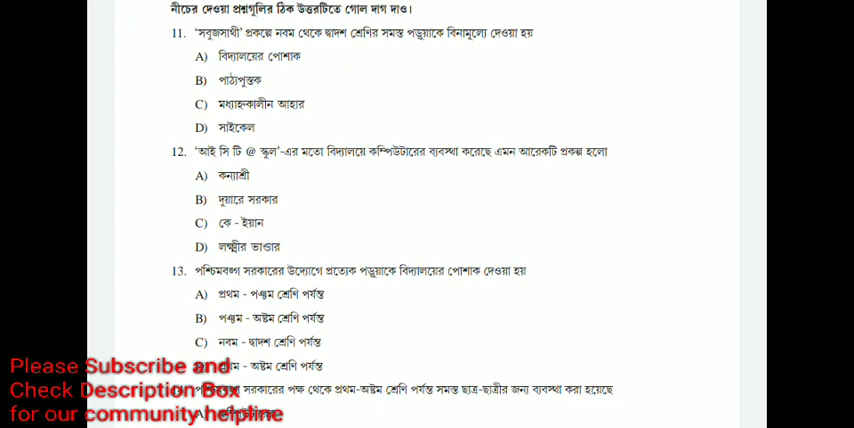 নীচের দেওয়া প্রশ্নগুলির ঠিক উত্তরটিতে গোল দাগ দাও।
11. 'সবুজসাথী' প্রকল্পে নবম থেকে দ্বাদশ শ্রেণির সমস্ত পড়ুয়াকে বিনামূল্যে দেওয়া হয়
A) বিদ্যালয়ের পোশাক
B) পাঠ্যপুস্তক
C) মধ্যাহ্নকালীন আহার
D) সাইকেল
12. 'আই সি টি @ স্কুল'-এর মতো বিদ্যালয়ে কম্পিউটারের ব্যবস্থা করেছে এমন আরেকটি প্রকল্প হলো
A) কন্যাশ্রী
B) দুয়ারে সরকার
C) কে - ইয়ান
D) লক্ষ্মীর ভাণ্ডার
13. পশ্চিমবঙ্গ সরকারের উদ্যোগে প্রত্যেক পড়ুয়াকে বিদ্যালয়ের পোশাক দেওয়া হয়
A) প্রথম - পঞ্চম শ্রেণি পর্যন্ত
B) পঞ্চম - অষ্টম শ্রেণি পর্যন্ত
C) নবম - দ্বাদশ শ্রেণি পর্যন্ত
- অষ্টম শ্রেণি পর্যন্ত
সরকারের পক্ষ থেকে প্রথম-অষ্টম শ্রেণি পর্যন্ত সমস্ত ছাত্র-ছাত্রীর জন্য ব্যবস্থা করা হয়েছে
Please Subscribe and
Check Description Box
for our community helpline